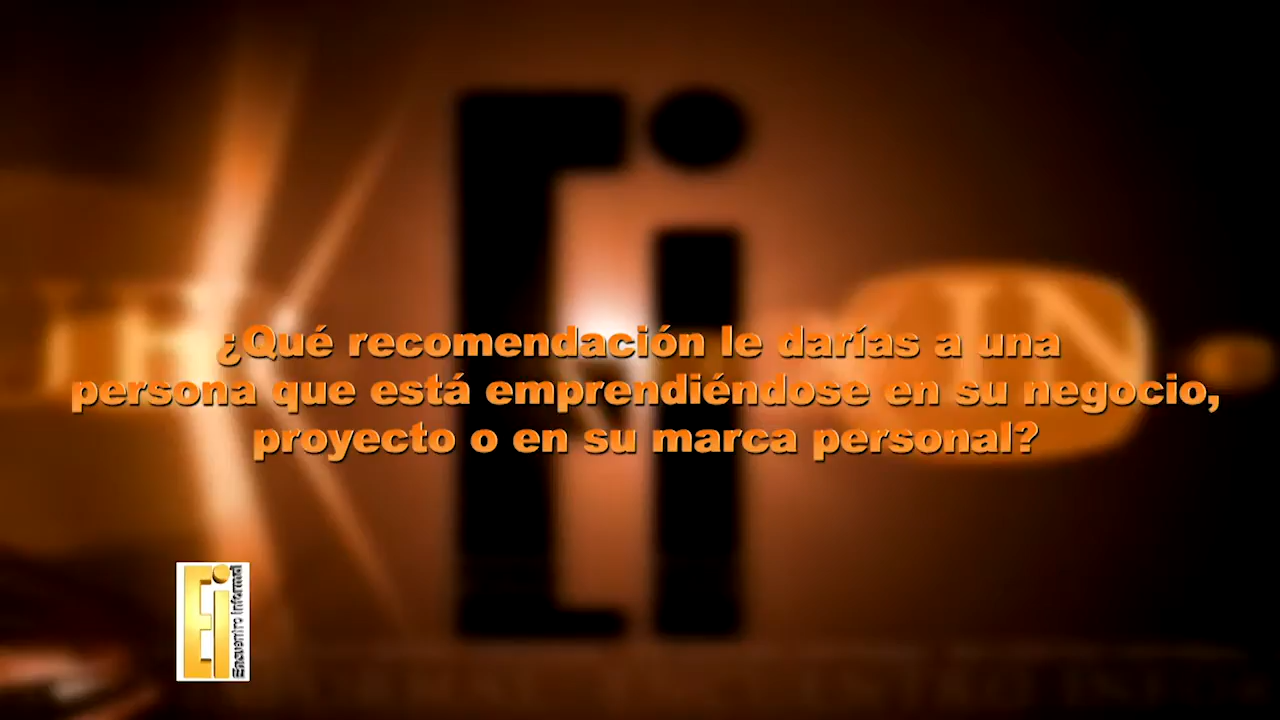 ¿Qué recomendación le darías a una
persona que está emprendiéndose en su negocio,
proyecto o en su marca personal?
Ei
Encuentro Informal